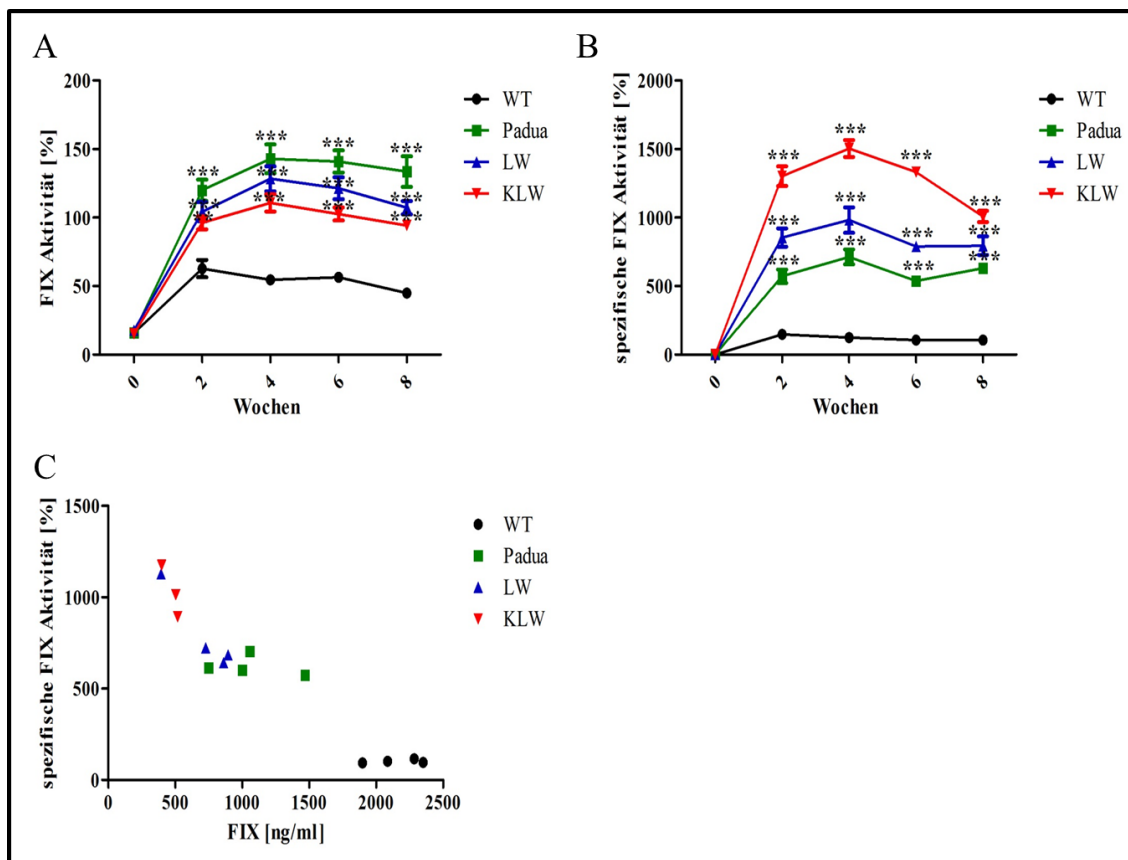 A
FIX Aktivität [%]
200
150
100
50
0
***
***
***
***
***
***
***
***
***
***
***
***
0 2 4 6 8
Wochen
WT
Padua
LW
KLW
B
spezifische FIX Aktivität [%]
2000
1500
1000
500
0
***
***
***
***
***
***
***
***
***
***
***
***
0 2 4 6 8
Wochen
WT
Padua
LW
KLW
C
spezifische FIX Aktivität [%]
1500
1000
500
0
0 500 1000 1500 2000 2500
FIX [ng/ml]
WT
Padua
LW
KLW